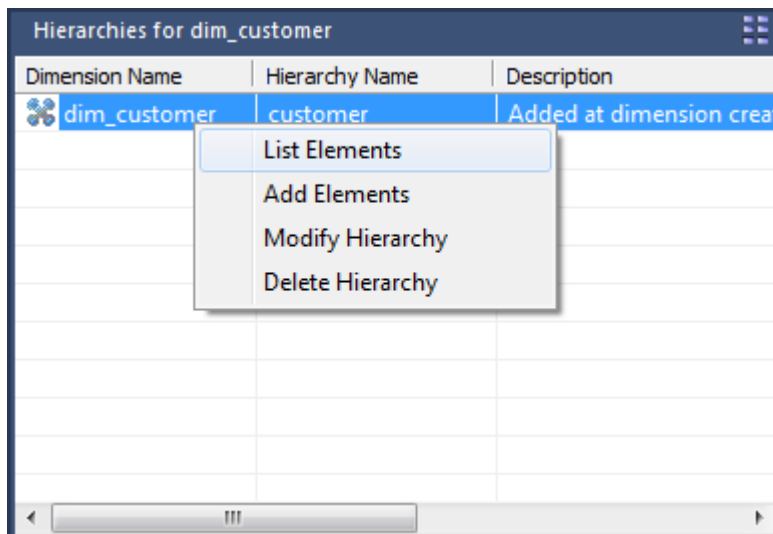 Hierarchies for dim_customer
Dimension Name Hierarchy Name Description
dim_customer customer Added at dimension crea
List Elements
Add Elements
Modify Hierarchy
Delete Hierarchy